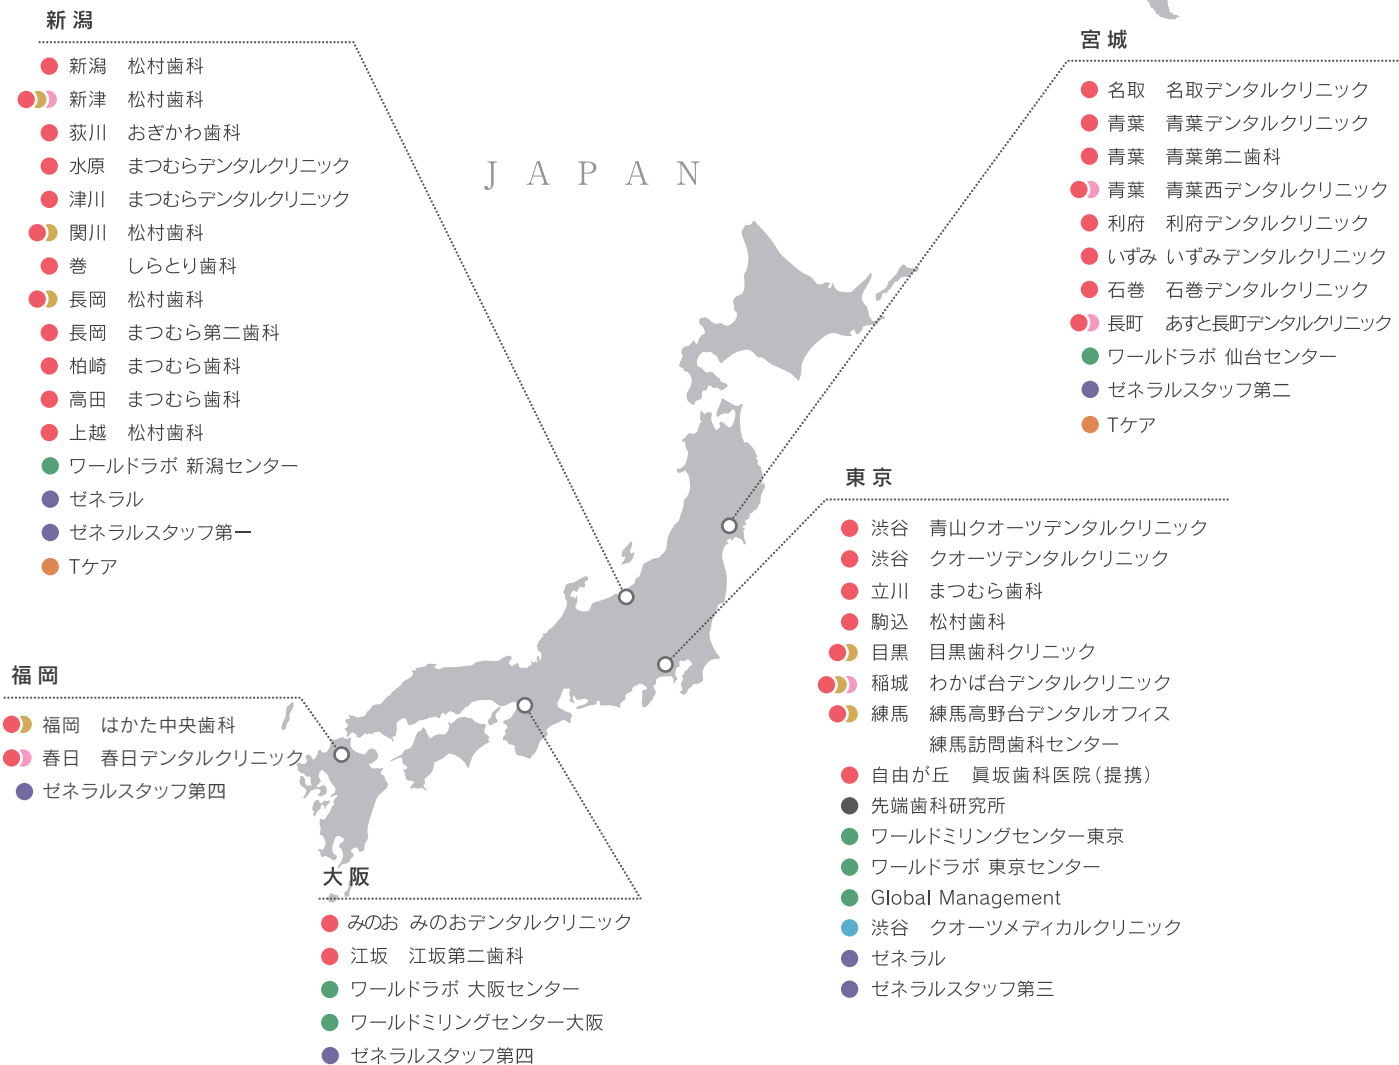 新潟
新潟 松村歯科
新津 松村歯科
荻川 おぎかわ歯科
水原 まつむらデンタルクリニック
津川 まつむらデンタルクリニック
関川 松村歯科
巻 しらとり歯科
長岡 松村歯科
長岡 まつむら第二歯科
柏崎 まつむら歯科
高田 まつむら歯科
上越 松村歯科
ワールドラボ 新潟センター
ゼネラル
ゼネラルスタッフ第一
Tケア
JAPAN
宮城
名取 名取デンタルクリニック
青葉 青葉デンタルクリニック
青葉 青葉第二歯科
青葉 青葉西デンタルクリニック
利府 利府デンタルクリニック
いずみ いずみデンタルクリニック
石巻 石巻デンタルクリニック
長町 あすと長町デンタルクリニック
ワールドラボ 仙台センター
ゼネラルスタッフ第二
Tケア
東京
渋谷 青山クオーツデンタルクリニック
渋谷 クオーツデンタルクリニック
立川 まつむら歯科
駒込 松村歯科
目黒 目黒歯科クリニック
稲城 わかば台デンタルクリニック
練馬 練馬高野台デンタルオフィス
練馬訪問歯科センター
自由が丘 眞坂歯科医院(提携)
先端歯科研究所
ワールドミリングセンター東京
ワールドラボ 東京センター
Global Management
渋谷 クオーツメディカルクリニック
ゼネラル
ゼネラルスタッフ第三
福岡
福岡 はかた中央歯科
春日 春日デンタルクリニック
ゼネラルスタッフ第四
大阪
みのお みのおデンタルクリニック
江坂 江坂第二歯科
ワールドラボ 大阪センター
ワールドミリングセンター大阪
ゼネラルスタッフ第四